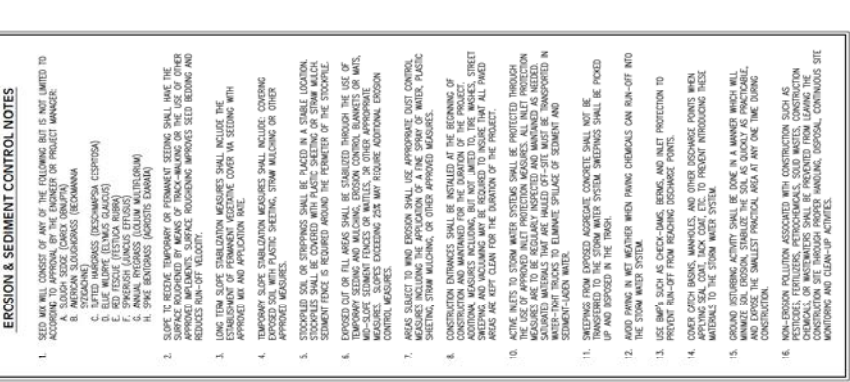 EROSION & SEDIMENT CONTROL NOTES
1. SEED MIX WILL CONSIST OF ANY OF THE FOLLOWING BUT IS NOT LIMITED TO
ACCORDING TO APPROVAL BY THE ENGINEER OR PROJECT MANAGER:
A. SLOUGH SEDGE (CAREX OBNUPTA)
B. AMERICAN SLOUGHGRASS (BECKMANNIA
SYZIGACHNE)
C. TUFTED HAIRGRASS (DESCHAMPSIA CESPITOSA)
D. BLUE WILDRYE (ELYMUS GLAUCUS)
E. RED FESCUE (FESTUCA RUBRA)
F. SPIKERUSH (JUNCES-EFFUSUS)
G. ANNUAL RYEGRASS (LOLIUM MULTIFLORUM)
H. SPIKE BENTGRASS (AGROSTIS EXARATA)
2. SLOPE TO RECEIVE TEMPORARY OR PERMANENT SEEDING SHALL HAVE THE
SURFACE ROUGHENED BY MEANS OF TRACK-WALKING OR THE USE OF OTHER
APPROVED IMPLEMENTS. SURFACE ROUGHENING IMPROVES SEED BEDDING AND
REDUCES RUN-OFF VELOCITY.
3. LONG TERM SLOPE STABILIZATION MEASURES SHALL INCLUDE THE
ESTABLISHMENT OF PERMANENT VEGETATIVE COVER VIA SEEDING WITH
APPROVED MIX AND APPLICATION RATE.
4. TEMPORARY SLOPE STABILIZATION MEASURES SHALL INCLUDE: COVERING
EXPOSED SOIL WITH PLASTIC SHEETING, STRAW MULCHING OR OTHER
APPROVED MEASURES.
5. STOCKPILED SOIL OR STRIPPINGS SHALL BE PLACED IN A STABLE LOCATION.
STOCKPILES SHALL BE COVERED WITH PLASTIC SHEETING OR STRAW MULCH.
SEDIMENT FENCE IS REQUIRED AROUND THE PERIMETER OF THE STOCKPILE.
6. EXPOSED CUT OR FILL AREAS SHALL BE STABILIZED THROUGH THE USE OF
TEMPORARY SEEDING AND MULCHING, EROSION CONTROL BLANKETS OR MATS,
MID-SLOPE SEDIMENT FENCES OR WATTLES, OR OTHER APPROPRIATE
MEASURES. SLOPES EXCEEDING 25% MAY REQUIRE ADDITIONAL EROSION
CONTROL MEASURES.
7. AREAS SUBJECT TO WIND EROSION SHALL USE APPROPRIATE DUST CONTROL
MEASURES INCLUDING THE APPLICATION OF A FINE SPRAY OF WATER, PLASTIC
SHEETING, STRAW MULCHING, OR OTHER APPROVED MEASURES.
8. CONSTRUCTION ENTRANCES SHALL BE INSTALLED AT THE BEGINNING OF
CONSTRUCTION AND MAINTAINED FOR THE DURATION OF THE PROJECT.
ADDITIONAL MEASURES INCLUDING, BUT NOT LIMITED TO, TIRE WASHES, STREET
SWEEPING AND VACUUMING MAY BE REQUIRED TO INSURE THAT ALL PAVED
AREAS ARE KEPT CLEAN FOR THE DURATION OF THE PROJECT.
10. ACTIVE INLETS TO STORM WATER SYSTEMS SHALL BE PROTECTED THROUGH
THE USE OF APPROVED INLET PROTECTION MEASURES. ALL INLET PROTECTION
MEASURES ARE TO BE REGULARLY INSPECTED AND MAINTAINED AS NEEDED.
SATURATED MATERIALS THAT ARE HAULED OFF-SITE MUST BE TRANSPORTED IN
WATER-TIGHT TRUCKS TO ELIMINATE SPILLAGE OF SEDIMENT AND
SEDIMENT-LADEN WATER.
11. SWEEPINGS FROM EXPOSED AGGREGATE CONCRETE SHALL NOT BE
TRANSFERRED TO THE STORM WATER SYSTEM. SWEEPINGS SHALL BE PICKED
UP AND DISPOSED IN THE TRASH.
12. AVOID PAVING IN WET WEATHER WHEN PAVING CHEMICALS CAN RUN-OFF INTO
THE STORM WATER SYSTEM.
13. USE BMPS SUCH AS CHECK-DAMS, BERMS, AND INLET PROTECTION TO
PREVENT RUN-OFF FROM REACHING DISCHARGE POINTS.
14. COVER CATCH BASINS, MANHOLES, AND OTHER DISCHARGE POINTS WHEN
APPLYING SEAL COAT, TACK COAT, ETC. TO PREVENT INTRODUCING THESE
MATERIALS TO THE STORM WATER SYSTEM.
15. GROUND DISTURBING ACTIVITY SHALL BE DONE IN A MANNER WHICH WILL
MINIMIZE SOIL EROSION, STABILIZE THE SOIL AS QUICKLY AS PRACTICABLE,
AND EXPOSE THE SMALLEST PRACTICAL AREA AT ANY ONE TIME DURING
CONSTRUCTION.
16. NON-EROSION POLLUTION ASSOCIATED WITH CONSTRUCTION SUCH AS
PESTICIDE, FERTILIZERS, PETROCHEMICALS, SOLID WASTES, CONSTRUCTION
CHEMICALS, OR WASTEWATERS SHALL BE PREVENTED FROM LEAVING THE
CONSTRUCTION SITE THROUGH PROPER HANDLING, DISPOSAL, CONTINUOUS SITE
MONITORING AND CLEAN-UP ACTIVITIES.